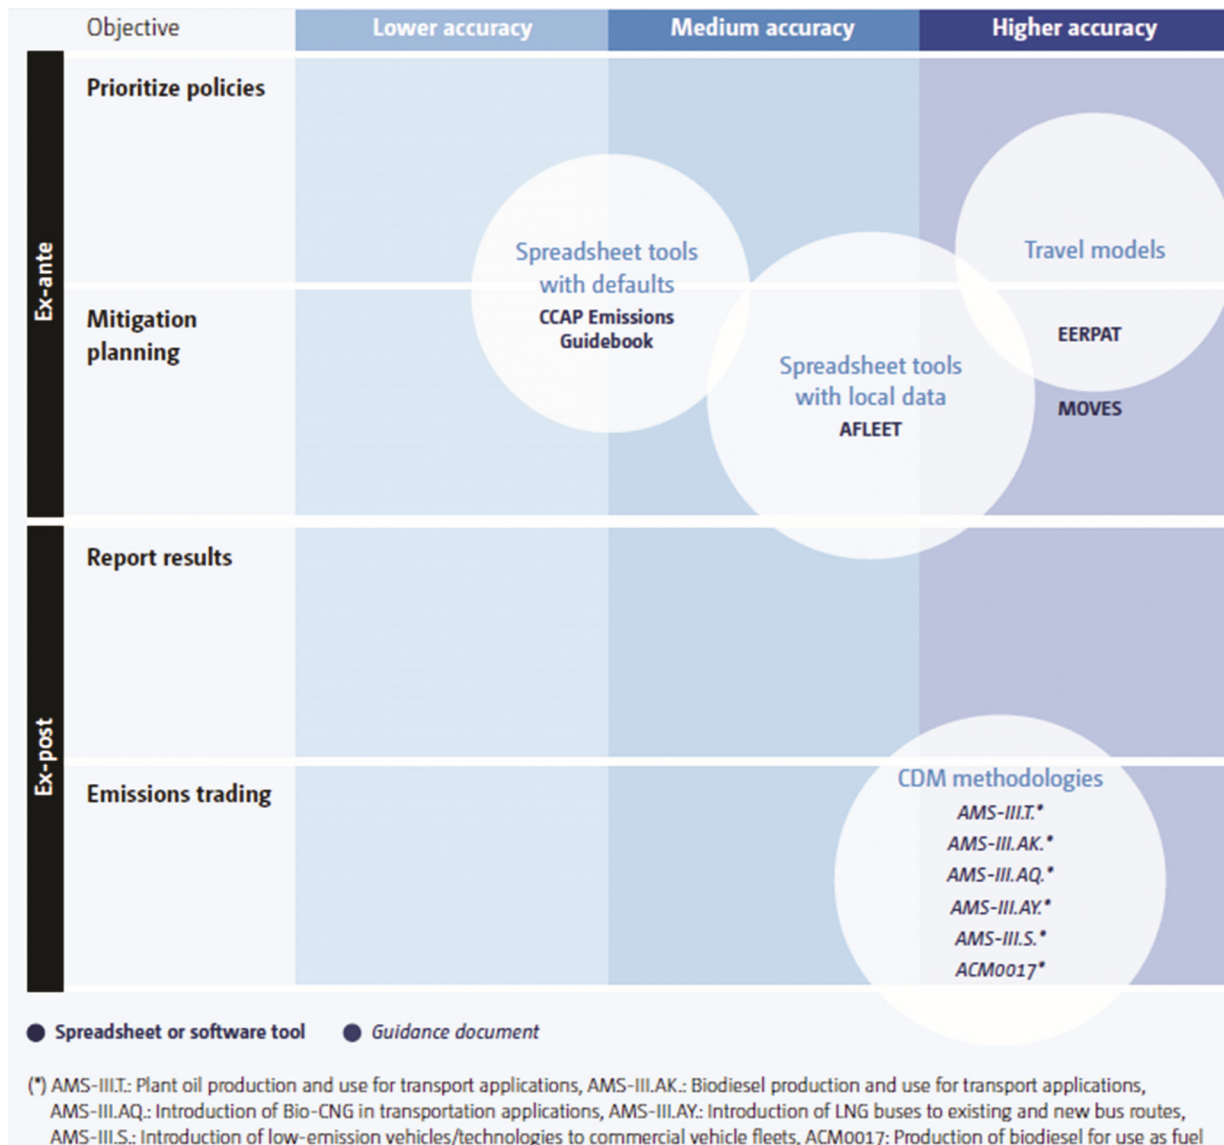 Objective
Lower accuracy
Medium accuracy
Higher accuracy
Ex-ante
Prioritize policies
Mitigation
planning
Spreadsheet tools
with defaults
CCAP Emissions
Guidebook
Spreadsheet tools
with local data
AFLEET
Travel models
EERPAT
MOVES
Ex-post
Report results
Emissions trading
CDM methodologies
AMS-III.T.*
AMS-III.AK.*
AMS-III.AQ.*
AMS-III.AY.*
AMS-III.S.*
ACM0017*
Spreadsheet or software tool
Guidance document
(*) AMS-III.T.: Plant oil production and use for transport applications, AMS-III.AK.: Biodiesel production and use for transport applications,
AMS-III.AQ.: Introduction of Bio-CNG in transportation applications, AMS-III.AY.: Introduction of LNG buses to existing and new bus routes,
AMS-III.S.: Introduction of low-emission vehicles/technologies to commercial vehicle fleets, ACM0017: Production of biodiesel for use as fuel